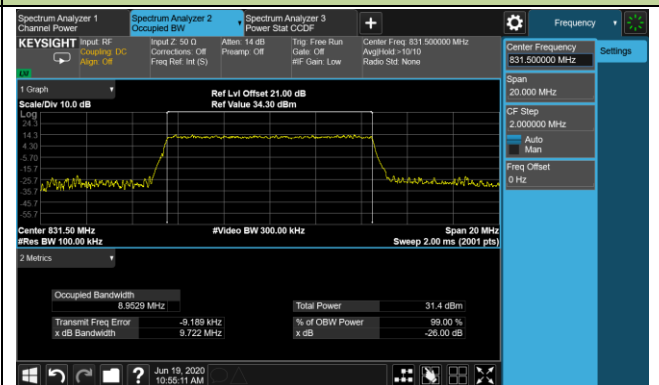 Spectrum Analyzer 1
Channel Power
Spectrum Analyzer 2
Occupied BW
Spectrum Analyzer 3
Power Stat CCDF
Frequency
KEYSIGHT
Input: RF
Coupling: DC
Align: Off
Input Z: 50 Ω
Corrections: Off
Freq Ref: Int (S)
Atten: 14 dB
Preamp: Off
Trig: Free Run
Gate: Off
#IF Gain: Low
Center Freq: 831.500000 MHz
Avg|Hold:>10/10
Radio Std: None
Center Frequency
831.500000 MHz
Settings
Span
20.000 MHz
CF Step
2.000000 MHz
Auto
Man
Freq Offset
0 Hz
1 Graph
Scale/Div 10.0 dB
Ref Lvl Offset 21.00 dB
Ref Value 34.30 dBm
Log
24.3
14.3
4.30
-5.70
-15.7
-25.7
-35.7
-45.7
-55.7
Center 831.50 MHz
#Res BW 100.00 kHz
#Video BW 300.00 kHz
Span 20 MHz
Sweep 2.00 ms (2001 pts)
2 Metrics
Occupied Bandwidth
8.9529 MHz
Total Power 31.4 dBm
Transmit Freq Error -9.189 kHz
% of OBW Power 99.00 %
x dB Bandwidth 9.722 MHz
x dB -26.00 dB
Jun 19, 2020
10:55:11 AM